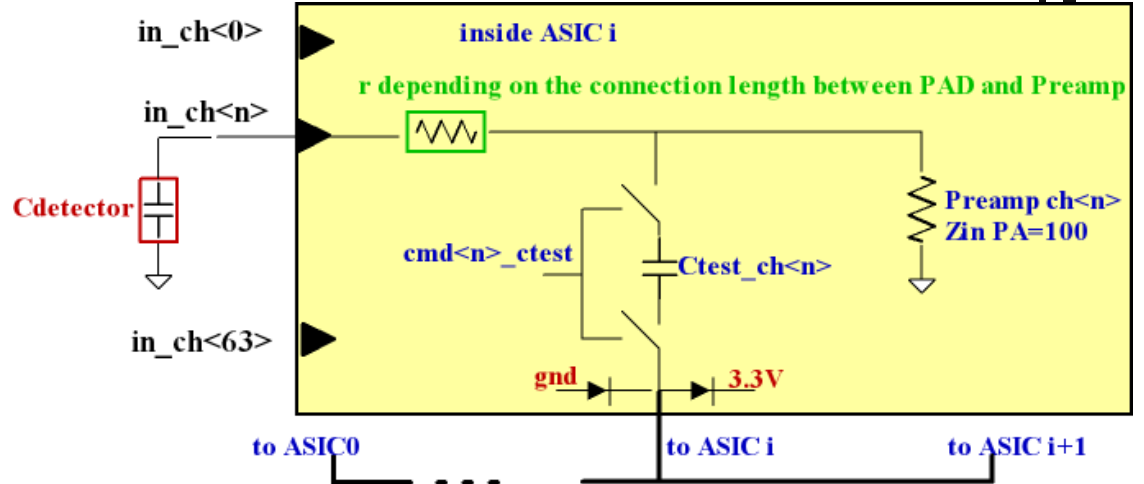 in_ch<0>
inside ASIC i
r depending on the connection length between PAD and Preamp
in_ch<n>
Cdetector
Preamp ch<n>
Zin PA=100
cmd<n>_ctest
Ctest_ch<n>
in_ch<63>
gnd
3.3V
to ASIC0
to ASIC i
to ASIC i+1